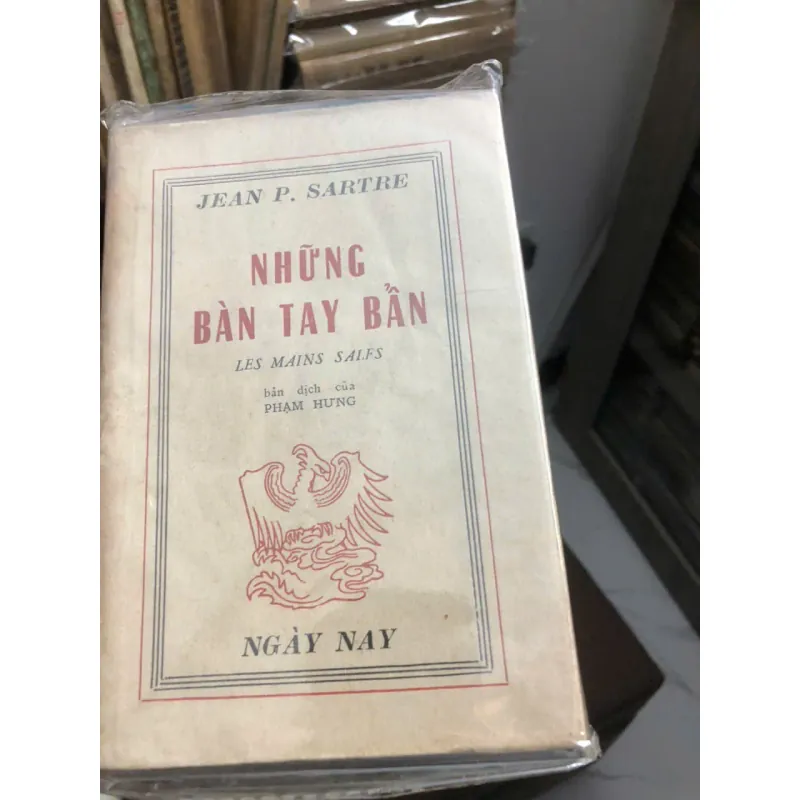 JEAN P. SARTRE
NHỮNG
BÀN TAY BẨN
LES MAINS SALES
bản dịch của
PHẠM HƯNG
NGÀY NAY